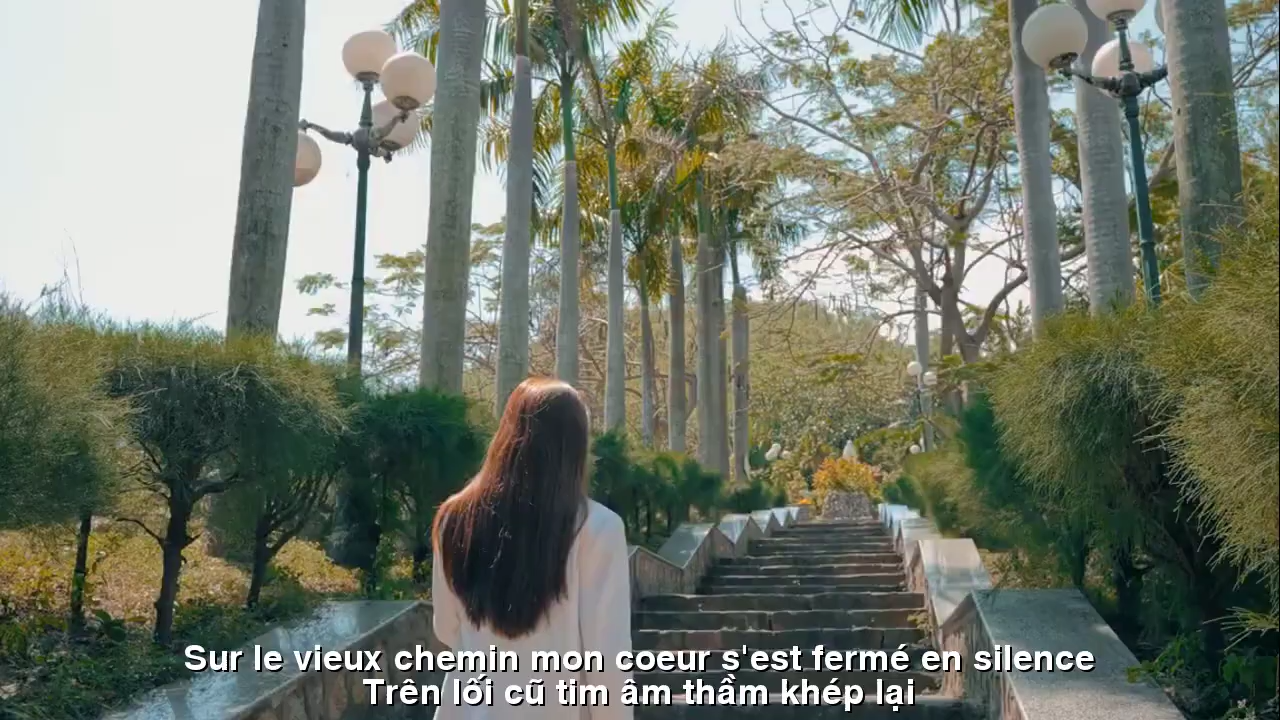 Sur le vieux chemin mon coeur s'est fermé en silence
Trên lối cũ tim âm thầm khép lại